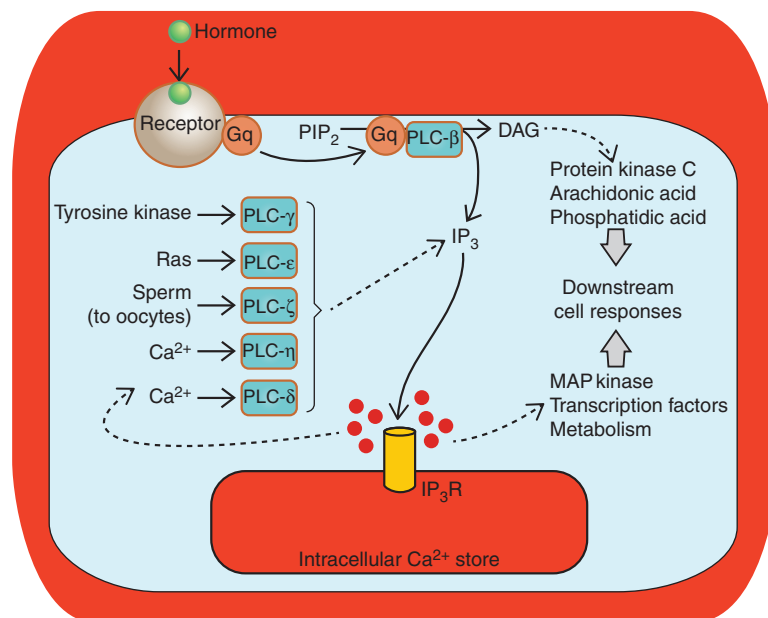 Hormone
Receptor
Gq
PIP₂
Gq
PLC-β
DAG
Protein kinase C
Arachidonic acid
Phosphatidic acid
Tyrosine kinase
PLC-γ
Ras
PLC-ε
Sperm
(to oocytes)
PLC-ζ
Ca²⁺
PLC-η
Ca²⁺
PLC-δ
IP₃
Downstream
cell responses
MAP kinase
Transcription factors
Metabolism
IP₃R
Intracellular Ca²⁺ store